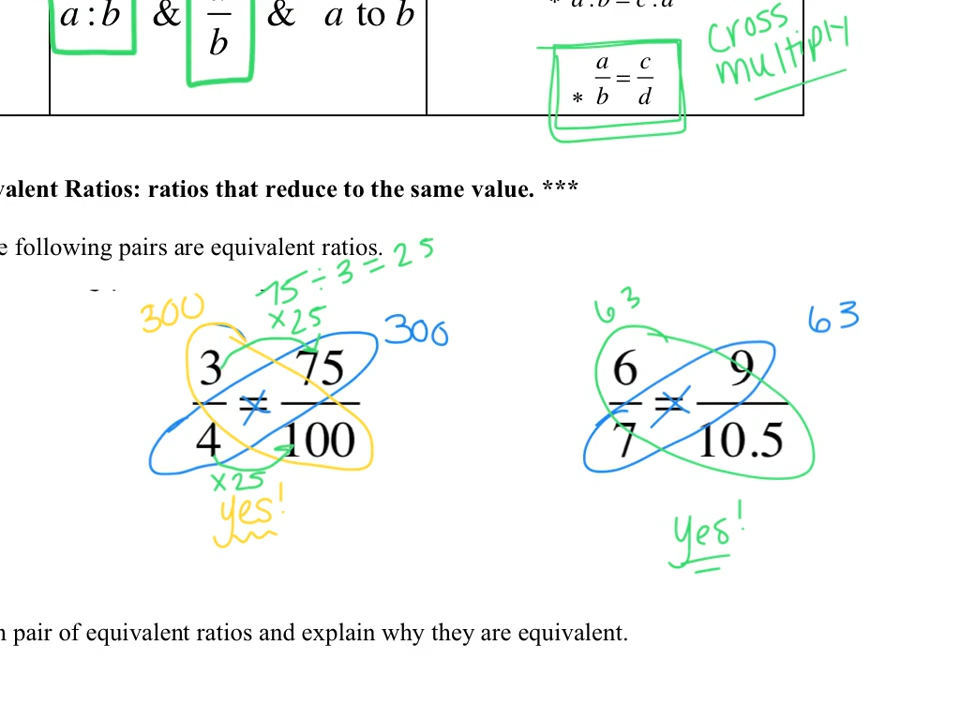 a : b & b & a to b
cross
multiply
* a/b = c/d
valent Ratios: ratios that reduce to the same value. ***
e following pairs are equivalent ratios.
75 ÷ 3 = 25
300 x25 300
3/4 = 75/100
x25
yes!
63 63
6/7 = 9/10.5
yes!
n pair of equivalent ratios and explain why they are equivalent.